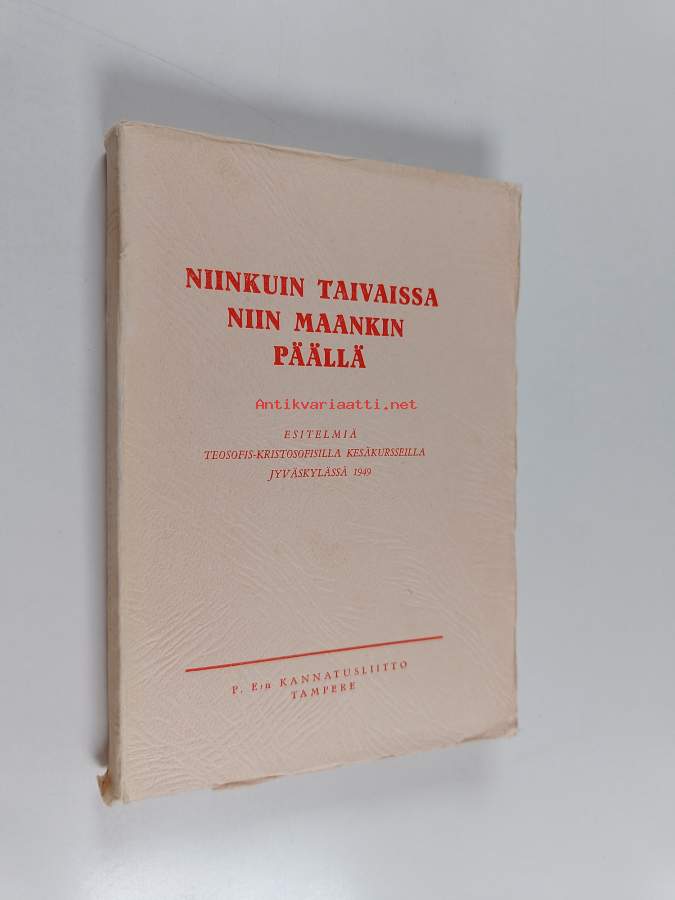 NIINKUIN TAIVAISSA
NIIN MAANKIN
PÄÄLLÄ
Antikvariaatti.net
ESITELMIÄ
TEOSOFIS-KRISTOSOFISILLA KESÄKURSSEILLA
JYVÄSKYLÄSSÄ 1949
P. E:n KANNATUSLIITTO
TAMPERE